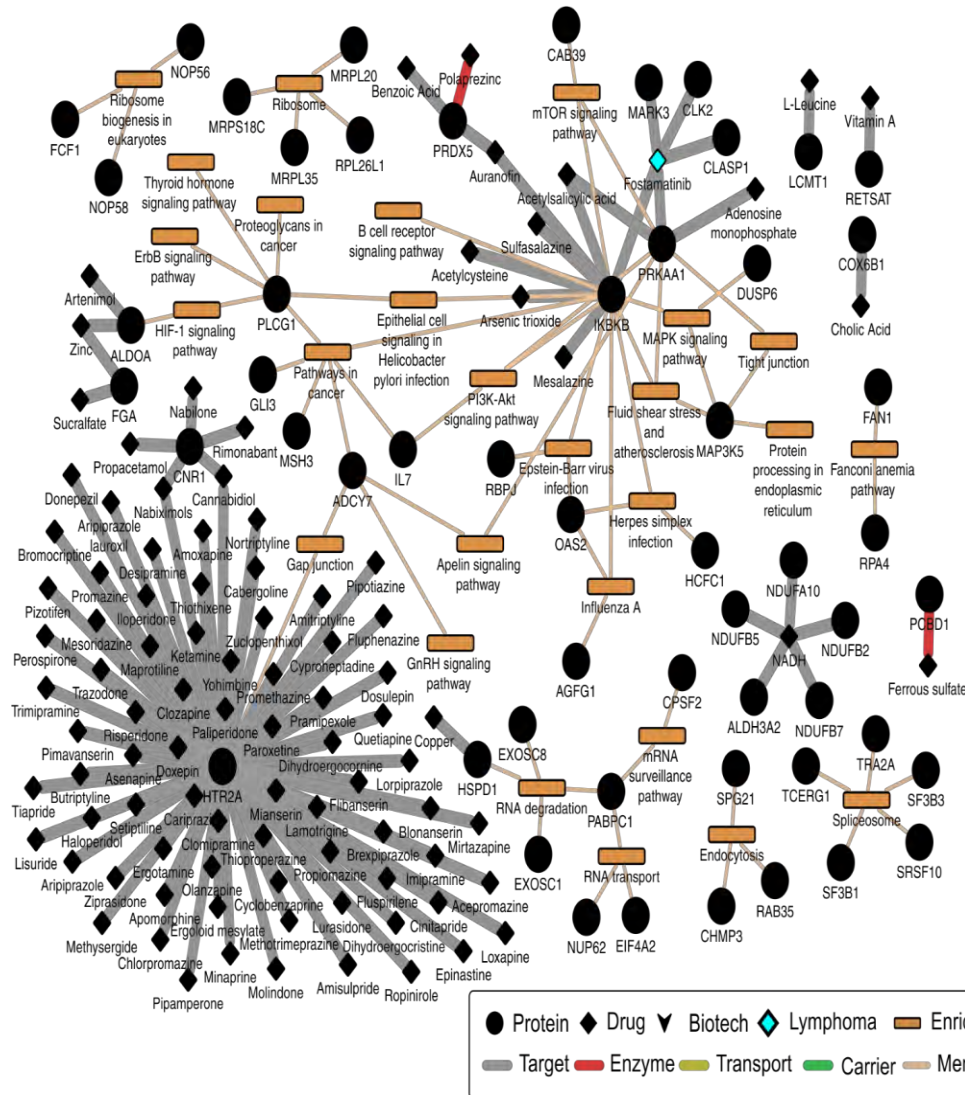 CAB39
NOP56
MRPL20
Benzoic Acid
Polaprezinc
mTOR signaling
pathway
MARK3
CLK2
L-Leucine
Vitamin A
Ribosome
biogenesis in
eukaryotes
Ribosome
MRPS18C
FCF1
MRPL35
RPL26L1
PRDX5
Auranofin
CLASP1
Fostamatinib
LCMT1
RETSAT
NOP58
Thyroid hormone
signaling pathway
Proteoglycans in
cancer
B cell receptor
signaling pathway
Acetylsalicylic acid
Adenosine
monophosphate
Sulfasalazine
PRKAA1
COX6B1
ErbB signaling
pathway
Acetylcysteine
DUSP6
Artenimol
HIF-1 signaling
pathway
PLCG1
Epithelial cell
signaling in
Helicobacter
pylori infection
Arsenic trioxide
IKBKB
MAPK signaling
pathway
Cholic Acid
Zinc
ALDOA
Pathways in
cancer
Mesalazine
Tight junction
Sucralfate
FGA
GLI3
PI3K-Akt
signaling pathway
Fluid shear stress
and
atherosclerosis
FAN1
Nabilone
MSH3
IL7
MAP3K5
Protein
processing in
endoplasmic
reticulum
Fanconi anemia
pathway
Propacetamol
CNR1
Rimonabant
RBPJ
Epstein-Barr virus
infection
ADCY7
Donepezil
Nabiximols
Cannabidiol
Herpes simplex
infection
Aripiprazole
lauroxil
Bromocriptine
Amoxapine
Nortriptyline
Gap junction
Apelin signaling
pathway
OAS2
HCFC1
RPA4
Desipramine
Pipotiazine
Promazine
Thiothixene
Cabergoline
Influenza A
NDUFA10
Pizotifen
Iloperidone
Zuclopenthixol
Amitriptyline
NDUFB5
NDUFB2
PCBD1
Mesoridazine
Maprotiline
Ketamine
Cyproheptadine
Fluphenazine
GnRH signaling
pathway
NADH
Perospirone
Yohimbine
Promethazine
AGFG1
Ferrous sulfate
Trazodone
Clozapine
Dosulepin
CPSF2
Trimipramine
Paliperidone
Pramipexole
ALDH3A2
NDUFB7
Risperidone
Paroxetine
Quetiapine
Copper
EXOSC8
mRNA
surveillance
pathway
TRA2A
Pimavanserin
Doxepin
Dihydroergocornine
Asenapine
HTR2A
Lorpiprazole
HSPD1
RNA degradation
PABPC1
SPG21
TCERG1
SF3B3
Tiapride
Butriptyline
Cariprazine
Mianserin
Flibanserin
Spliceosome
Setiptiline
Lamotrigine
Blonanserin
Mirtazapine
Endocytosis
Lisuride
Haloperidol
Clomipramine
Brexpiprazole
EXOSC1
RNA
transport
SF3B1
SRSF10
Aripiprazole
Ergotamine
Thioproperazine
Imipramine
RAB35
Ziprasidone
Olanzapine
Propiomazine
Acepromazine
CHMP3
Apomorphine
Cyclobenzaprine
Fluspirilene
NUP62
EIF4A2
Methysergide
Ergoloid mesylate
Lurasidone
Cinitapride
Methotrimeprazine
Dihydroergocristine
Loxapine
Chlorpromazine
Minaprine
Epinastine
Pipamperone
Molindone
Amisulpride
Ropinirole
Protein Drug Biotech Lymphoma
Target Enzyme Transport Carrier